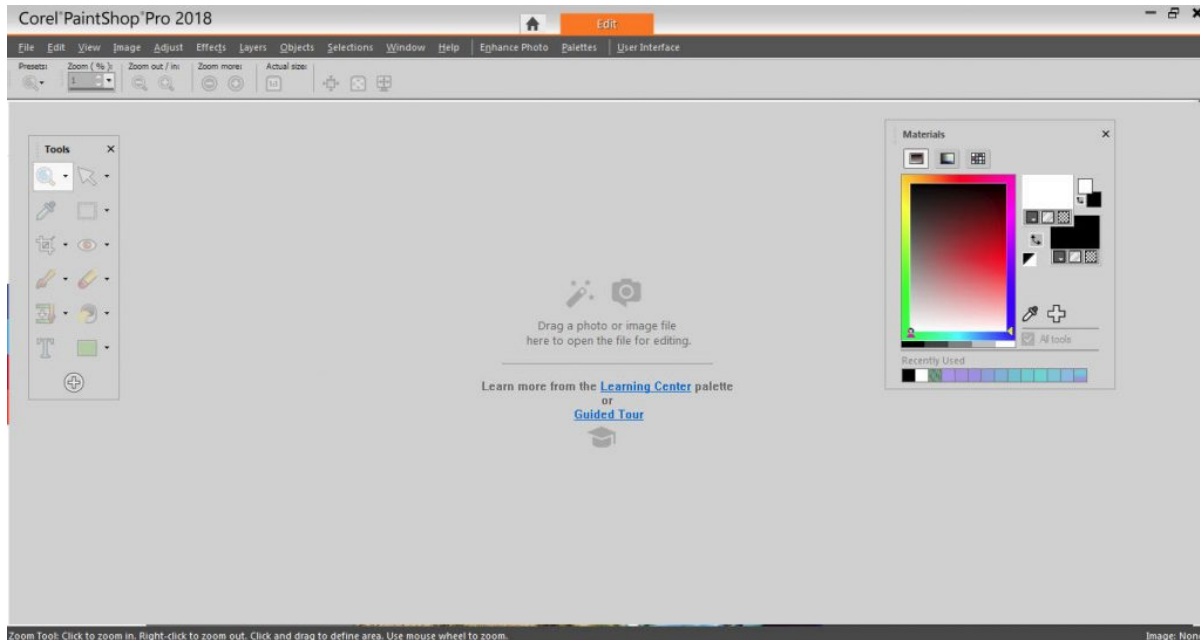 Corel®PaintShop®Pro 2018
Edit
File Edit View Image Adjust Effects Layers Objects Selections Window Help Enhance Photo Palettes User Interface
Presets: Zoom ( % ): Zoom out / in: Zoom more: Actual size:
1
Tools
Materials
Drag a photo or image file
here to open the file for editing.
All tools
Recently Used
Learn more from the Learning Center palette
or
Guided Tour
Zoom Tool: Click to zoom in. Right-click to zoom out. Click and drag to define area. Use mouse wheel to zoom.
Image: Non